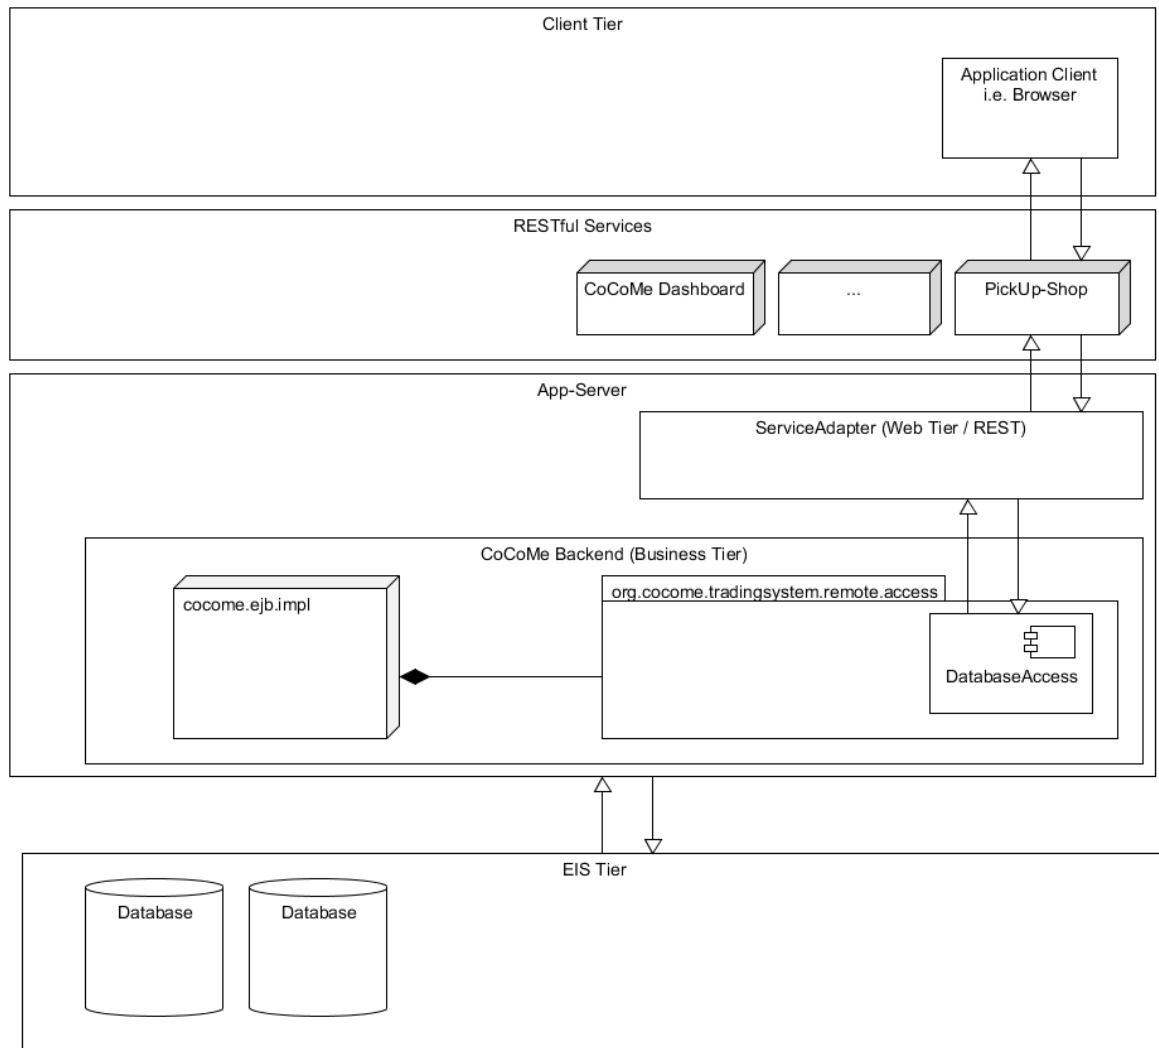 Client Tier
Application Client
i.e. Browser
RESTful Services
CoCoMe Dashboard
...
PickUp-Shop
App-Server
ServiceAdapter (Web Tier / REST)
CoCoMe Backend (Business Tier)
cocome.ejb.impl
org.cocome.tradingsystem.remote.access
DatabaseAccess
EIS Tier
Database
Database